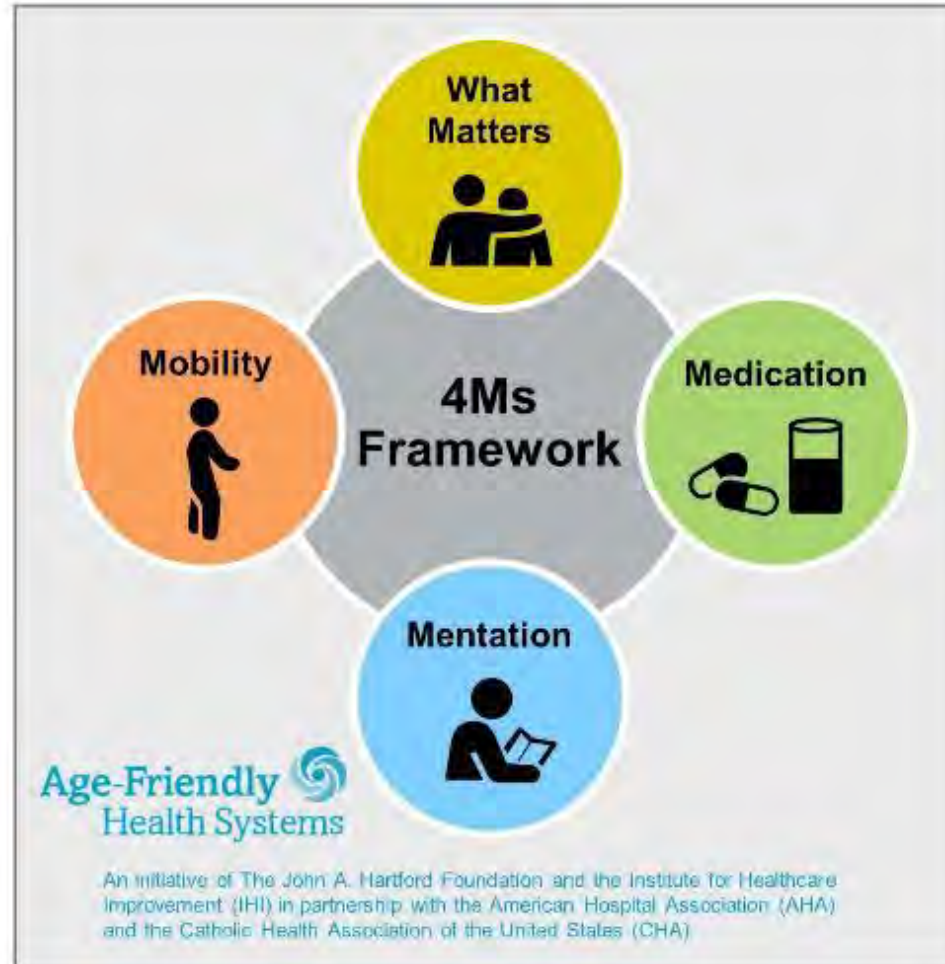 What
Matters
Mobility
4Ms
Framework
Medication
Mentation
Age-Friendly
Health Systems
An initiative of The John A. Hartford Foundation and the Institute for Healthcare
Improvement (IHI) in partnership with the American Hospital Association (AHA)
and the Catholic Health Association of the United States (CHA)